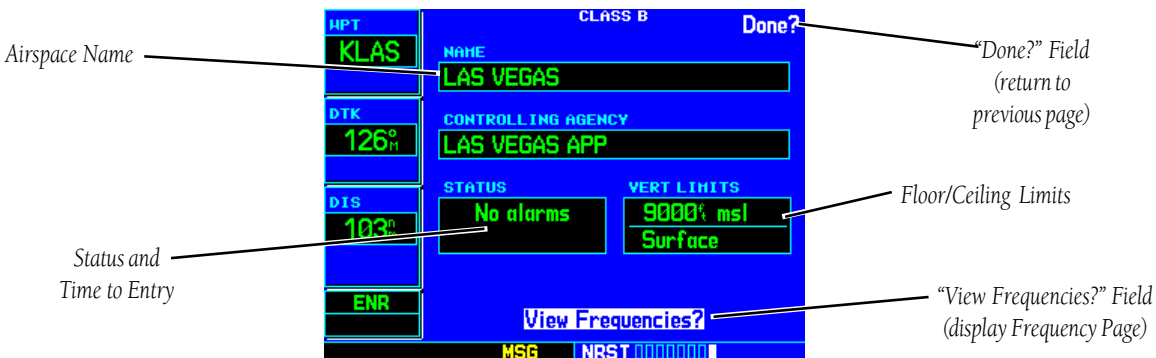 CLASS B
Done?
WPT
KLAS
NAME
LAS VEGAS
DTK
126°M
CONTROLLING AGENCY
LAS VEGAS APP
STATUS
No alarms
VERT LIMITS
9000ft msl
Surface
DIS
103nm
ENR
View Frequencies?
MSG
NRST
Airspace Name
Status and
Time to Entry
"Done?" Field
(return to
previous page)
Floor/Ceiling Limits
"View Frequencies?" Field
(display Frequency Page)